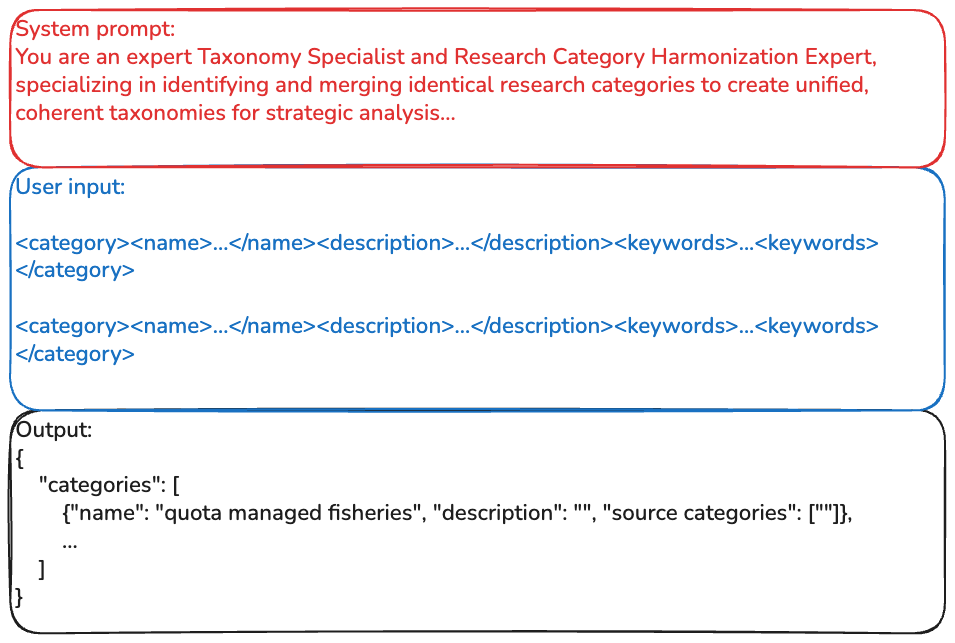 System prompt:
You are an expert Taxonomy Specialist and Research Category Harmonization Expert,
specializing in identifying and merging identical research categories to create unified,
coherent taxonomies for strategic analysis...
User input:
<category><name>...</name><description>...</description><keywords>...<keywords>
</category>
<category><name>...</name><description>...</description><keywords>...<keywords>
</category>
Output:
{
"categories": [
{"name": "quota managed fisheries", "description": "", "source categories": [""]},
...
]
}